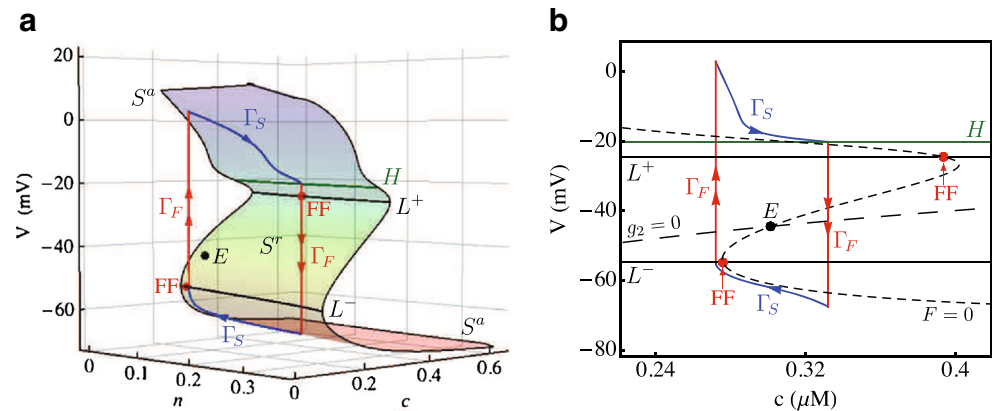 a
20
0
−20
−40
−60
V (mV)
0
0.2
0.3
0
0.2
0.4
0.6
n
c
S^a
Γ_S
H
L^+
FF
Γ_F
Γ_F
S^r
E
FF
L^−
Γ_S
S^a
b
0
−20
−40
−60
−80
V (mV)
0.24
0.32
0.4
c (μM)
Γ_S
H
L^+
FF
Γ_F
E
g_2 = 0
Γ_F
L^−
FF
Γ_S
F = 0